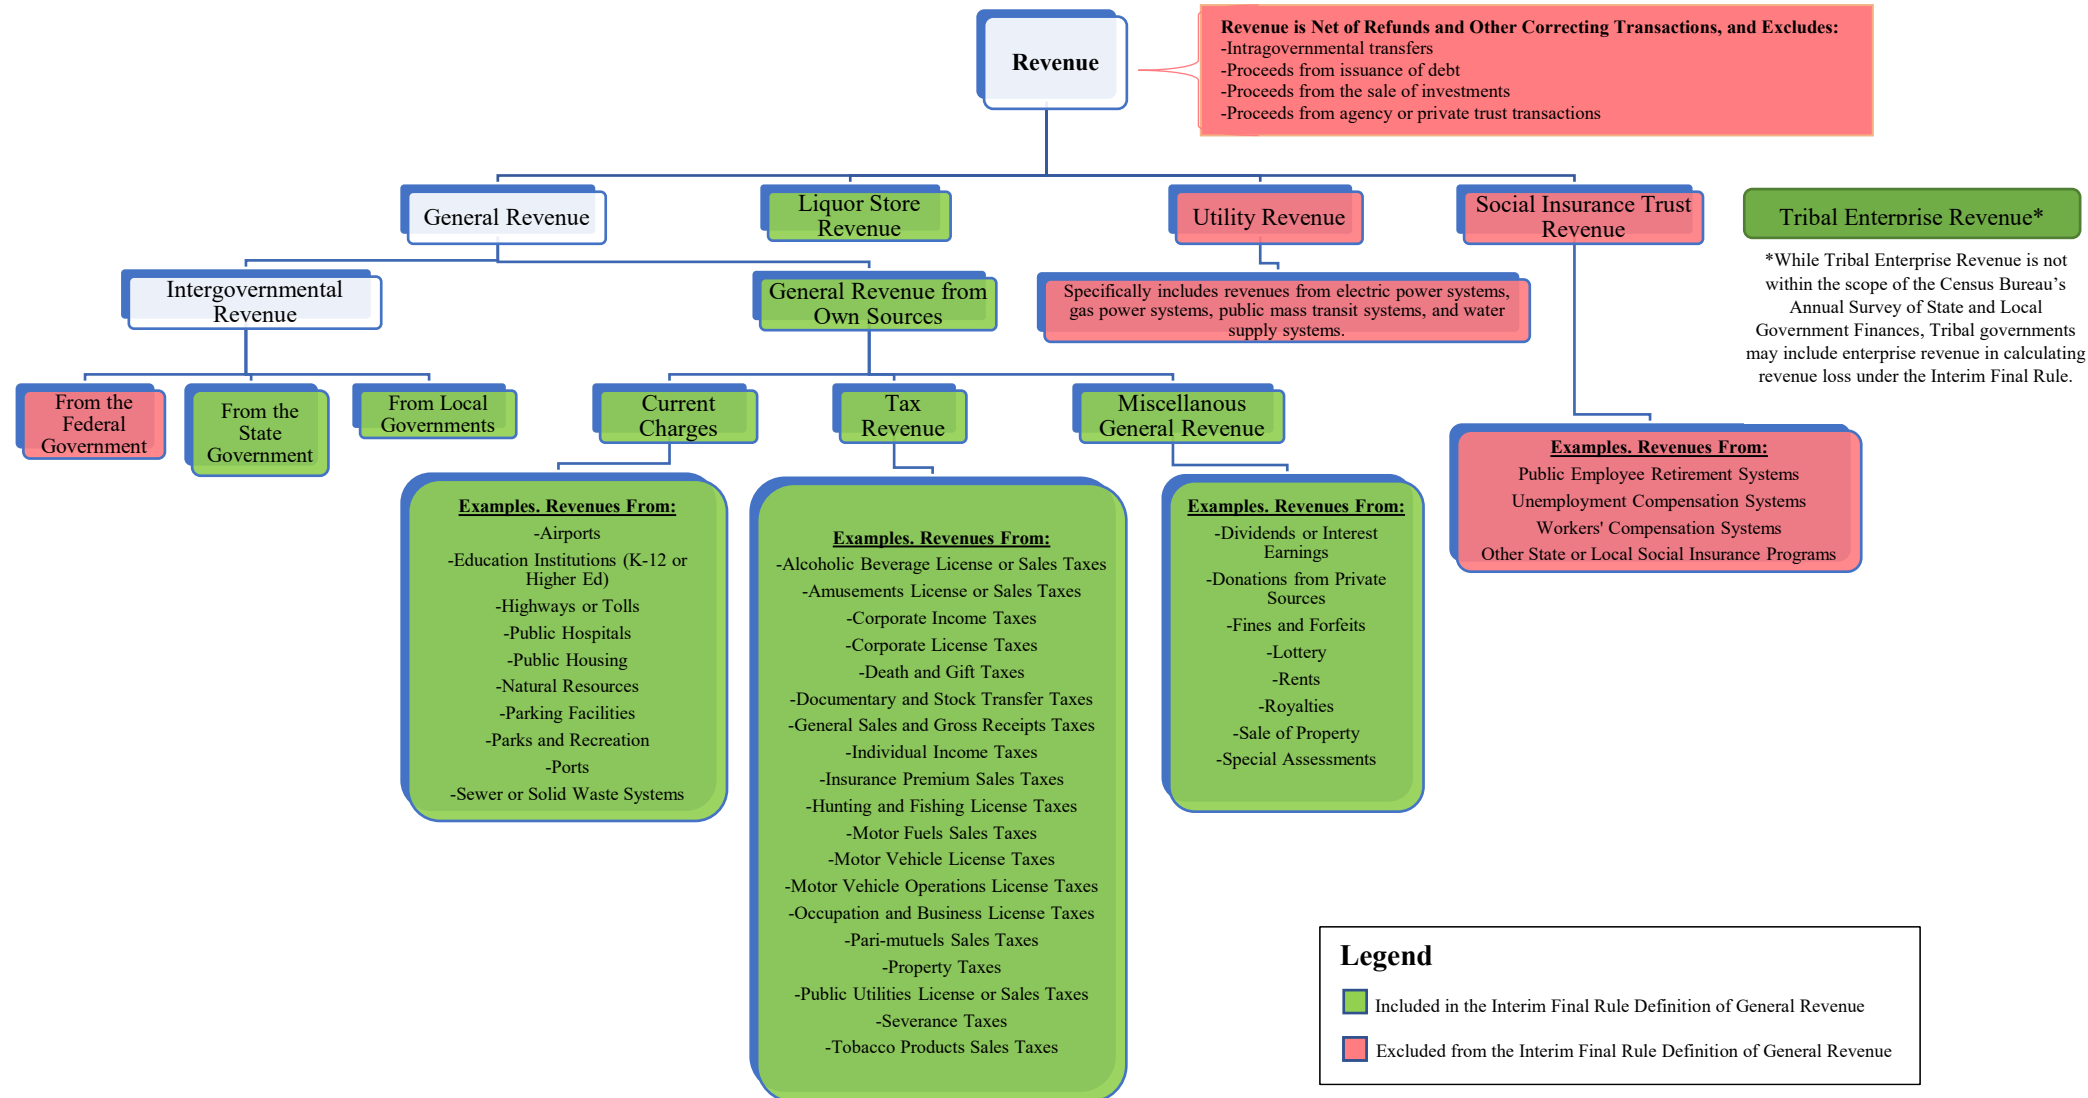 Revenue
Revenue is Net of Refunds and Other Correcting Transactions, and Excludes:
-Intragovernmental transfers
-Proceeds from issuance of debt
-Proceeds from the sale of investments
-Proceeds from agency or private trust transactions
General Revenue
Liquor Store
Revenue
Utility Revenue
Social Insurance Trust
Revenue
Tribal Enterprise Revenue*
*While Tribal Enterprise Revenue is not
within the scope of the Census Bureau’s
Annual Survey of State and Local
Government Finances, Tribal governments
may include enterprise revenue in calculating
revenue loss under the Interim Final Rule.
Intergovernmental
Revenue
General Revenue from
Own Sources
Specifically includes revenues from electric power systems,
gas power systems, public mass transit systems, and water
supply systems.
From the
Federal
Government
From the
State
Government
From Local
Governments
Current
Charges
Tax
Revenue
Miscellanous
General Revenue
Examples. Revenues From:
-Airports
-Education Institutions (K-12 or
Higher Ed)
-Highways or Tolls
-Public Hospitals
-Public Housing
-Natural Resources
-Parking Facilities
-Parks and Recreation
-Ports
-Sewer or Solid Waste Systems
Examples. Revenues From:
-Alcoholic Beverage License or Sales Taxes
-Amusements License or Sales Taxes
-Corporate Income Taxes
-Corporate License Taxes
-Death and Gift Taxes
-Documentary and Stock Transfer Taxes
-General Sales and Gross Receipts Taxes
-Individual Income Taxes
-Insurance Premium Sales Taxes
-Hunting and Fishing License Taxes
-Motor Fuels Sales Taxes
-Motor Vehicle License Taxes
-Motor Vehicle Operations License Taxes
-Occupation and Business License Taxes
-Pari-mutuels Sales Taxes
-Property Taxes
-Public Utilities License or Sales Taxes
-Severance Taxes
-Tobacco Products Sales Taxes
Examples. Revenues From:
-Dividends or Interest
Earnings
-Donations from Private
Sources
-Fines and Forfeits
-Lottery
-Rents
-Royalties
-Sale of Property
-Special Assessments
Examples. Revenues From:
Public Employee Retirement Systems
Unemployment Compensation Systems
Workers' Compensation Systems
Other State or Local Social Insurance Programs
Legend
Included in the Interim Final Rule Definition of General Revenue
Excluded from the Interim Final Rule Definition of General Revenue